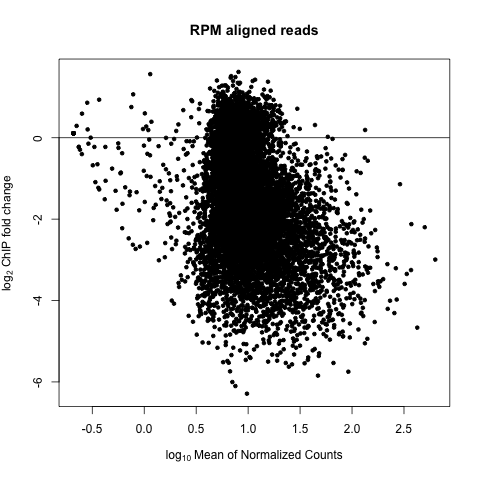 RPM aligned reads
log₂ ChIP fold change
0
-2
-4
-6
-0.5 0.0 0.5 1.0 1.5 2.0 2.5
log₁₀ Mean of Normalized Counts